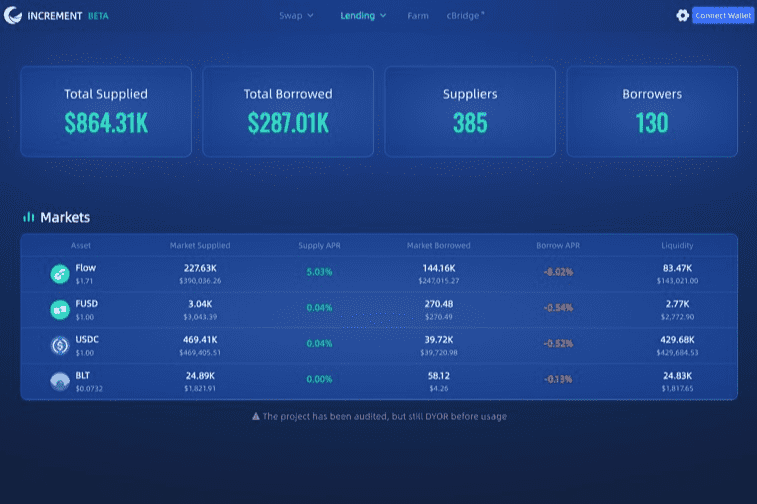 INCREMENT BETA
Swap Lending Farm cBridge
Connect Wallet
Total Supplied
$864.31K
Total Borrowed
$287.01K
Suppliers
385
Borrowers
130
Markets
Asset Market Supplied Supply APR Market Borrowed Borrow APR Liquidity
Flow 227.63K 5.03% 144.16K -8.02% 83.47K
$1.71 $390,036.26 $247,015.27 $143,021.00
FUSD 3.04K 0.04% 270.48 -0.54% 2.77K
$1.00 $3,043.39 $270.49 $2,772.90
USDC 469.41K 0.04% 39.72K -0.52% 429.68K
$1.00 $469,405.51 $39,720.98 $429,684.53
BLT 24.89K 0.00% 58.12 -0.13% 24.83K
$0.0732 $1,821.91 $4.26 $1,817.65
The project has been audited, but still DYOR before usage